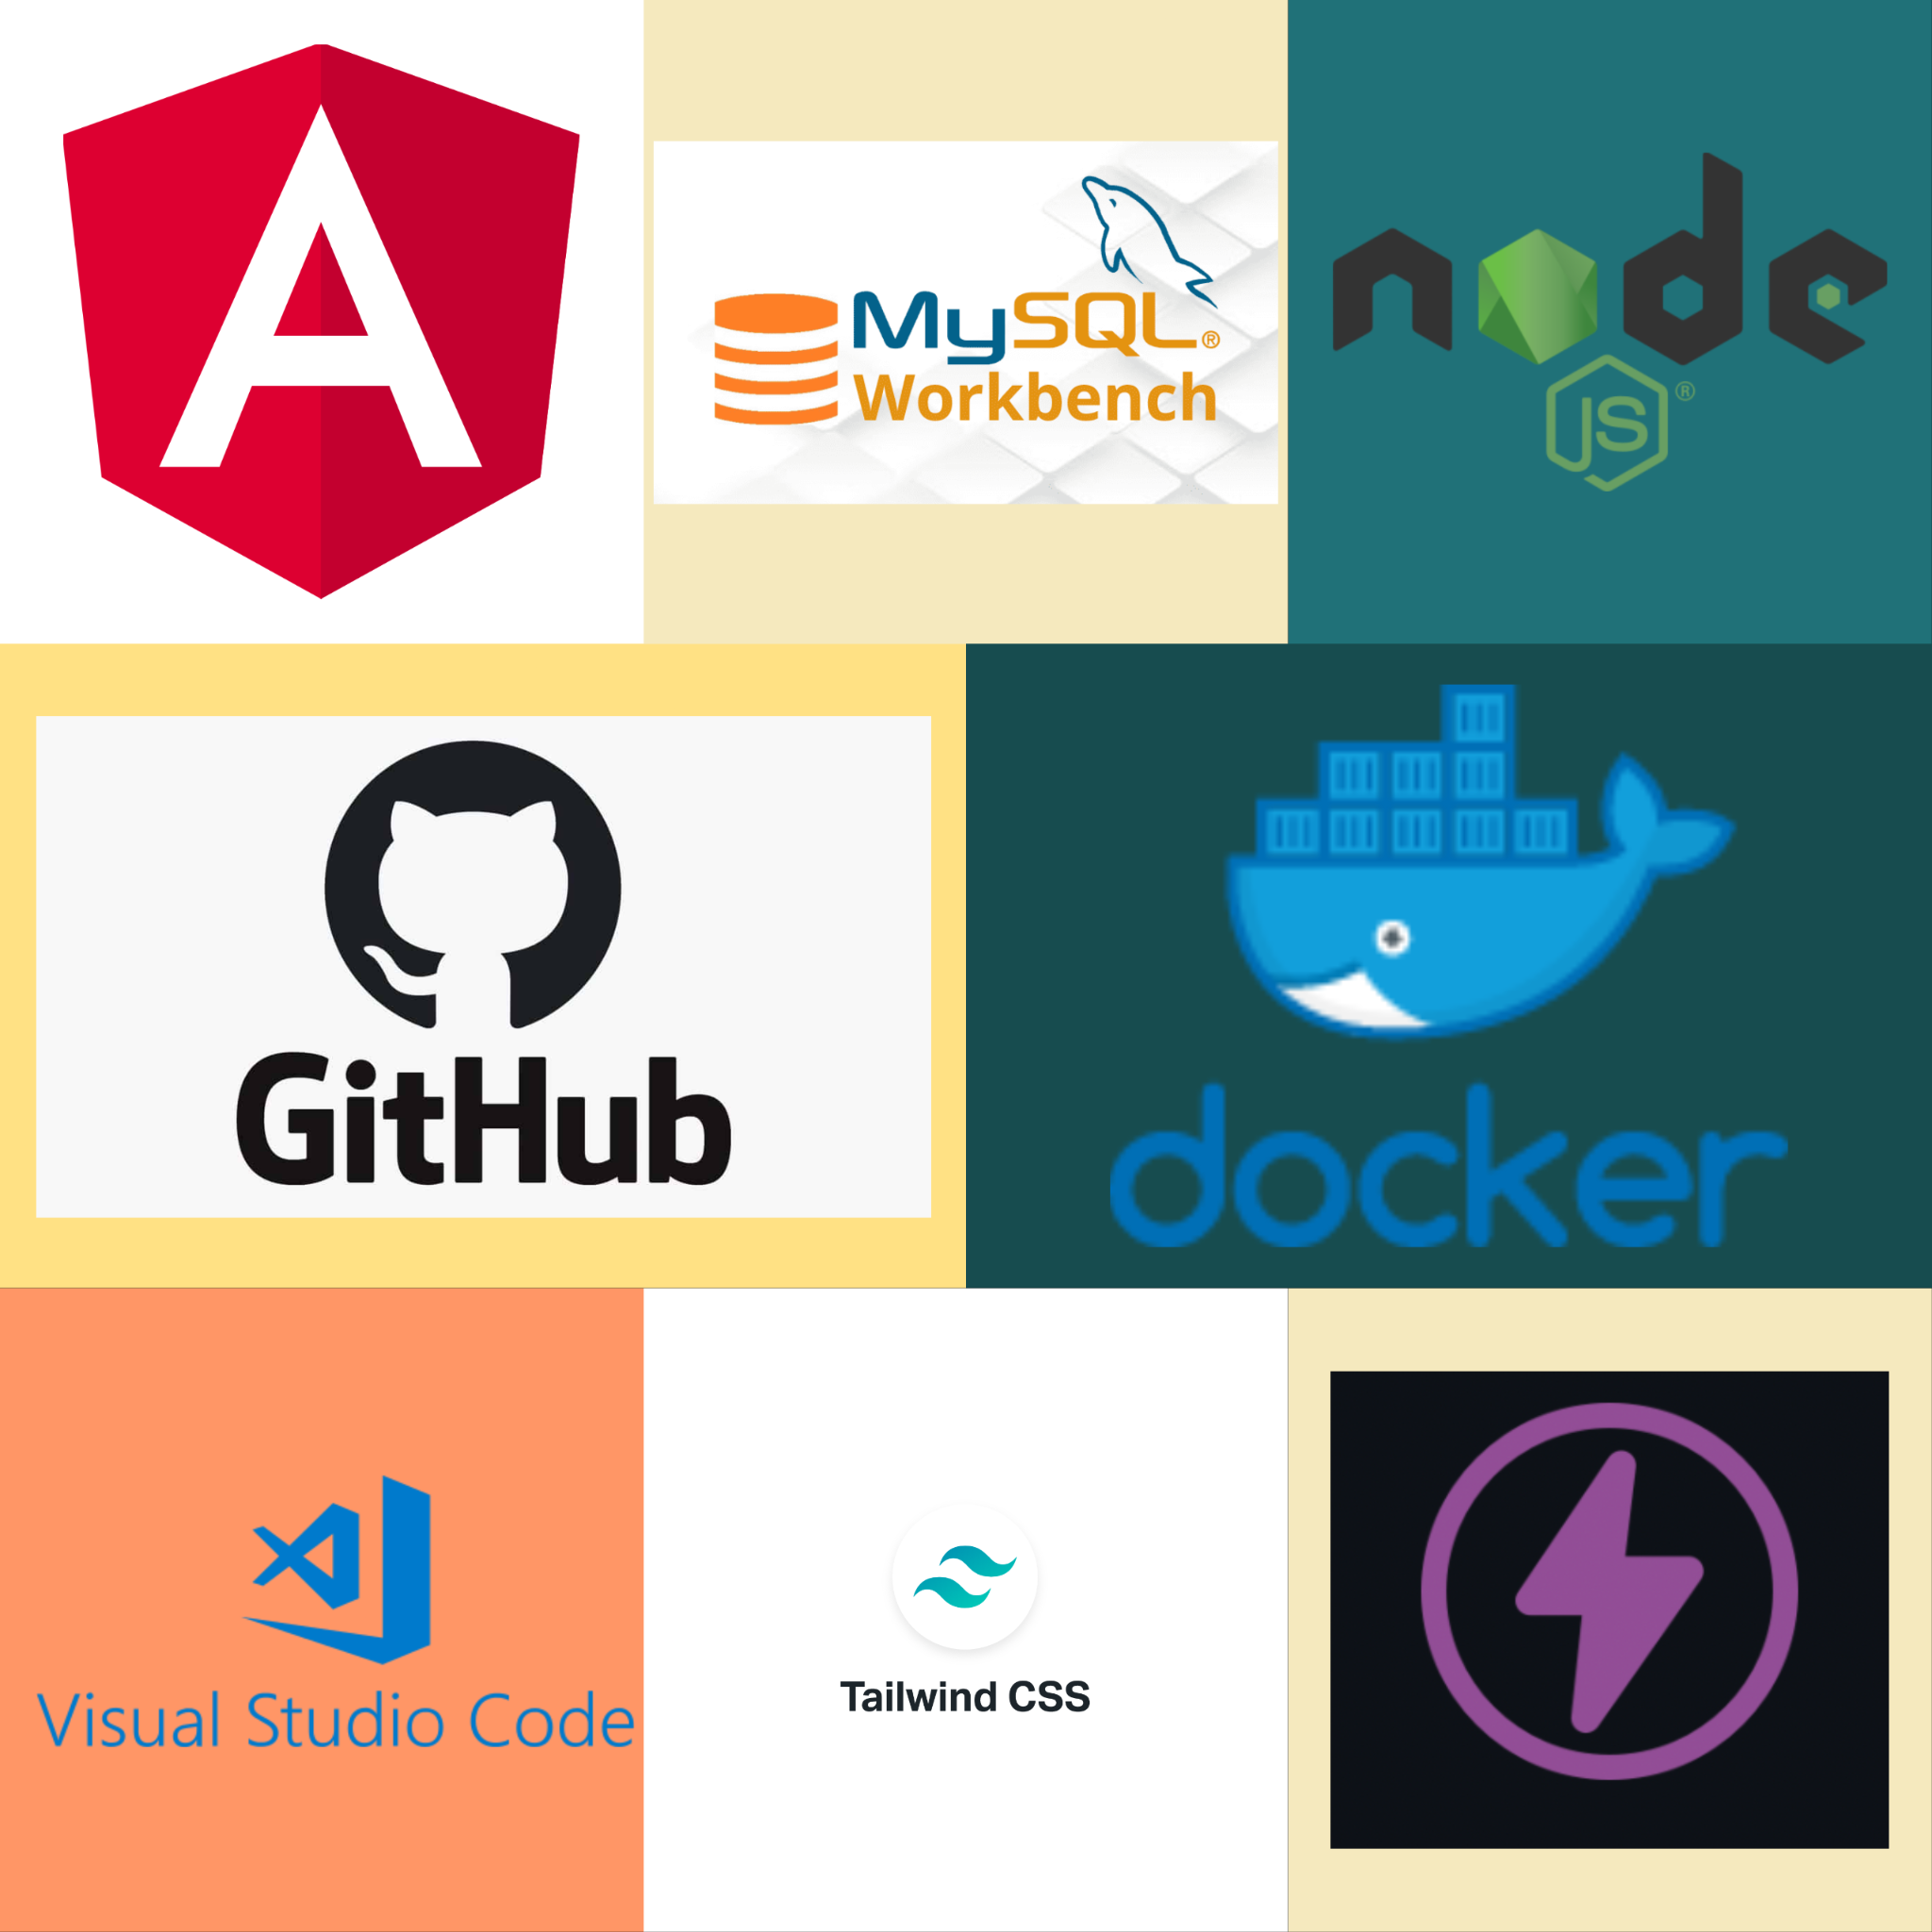 A
MySQL®
Workbench
node
JS®
GitHub
docker
Visual Studio Code
Tailwind CSS